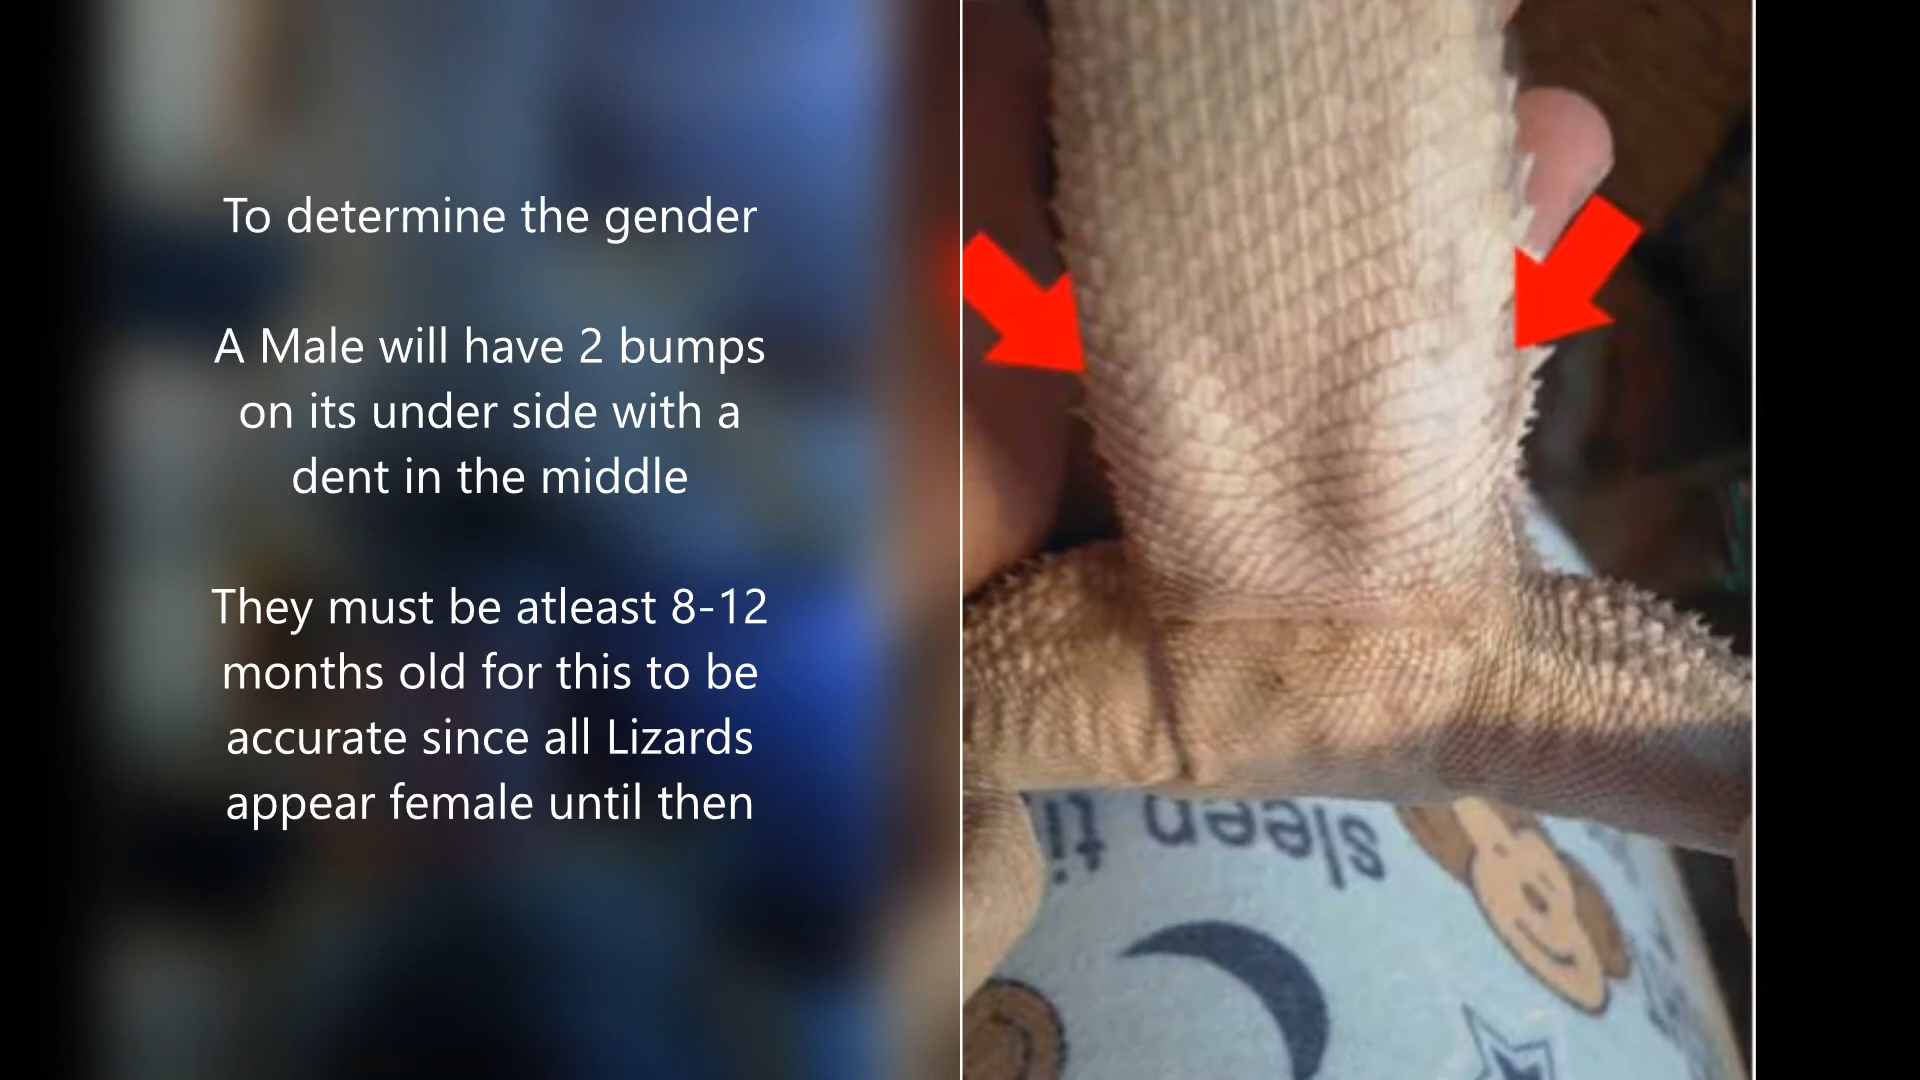 To determine the gender
A Male will have 2 bumps
on its under side with a
dent in the middle
They must be atleast 8-12
months old for this to be
accurate since all Lizards
appear female until then
sleep ti